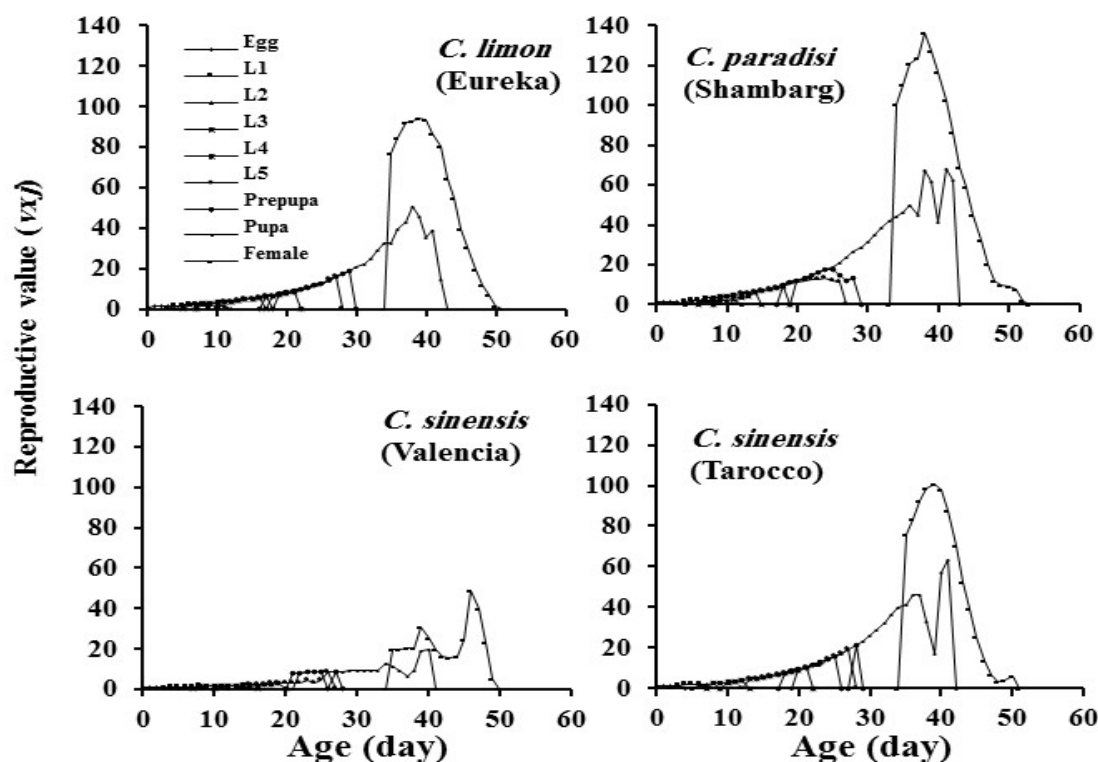 Reproductive value (vxj)
140
120
100
80
60
40
20
0
Egg
L1
L2
L3
L4
L5
Prepupa
Pupa
Female
C. limon
(Eureka)
0 10 20 30 40 50 60
140
120
100
80
60
40
20
0
C. paradisi
(Shambarg)
0 10 20 30 40 50 60
140
120
100
80
60
40
20
0
C. sinensis
(Valencia)
0 10 20 30 40 50 60
Age (day)
140
120
100
80
60
40
20
0
C. sinensis
(Tarocco)
0 10 20 30 40 50 60
Age (day)